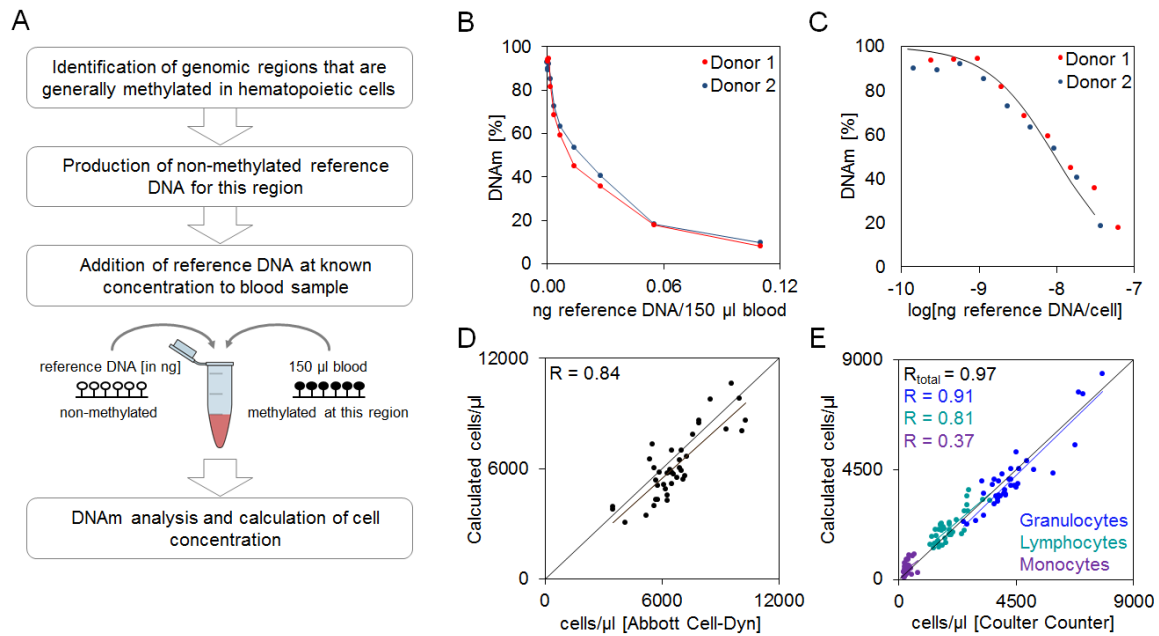 A
Identification of genomic regions that are
generally methylated in hematopoietic cells
Production of non-methylated reference
DNA for this region
Addition of reference DNA at known
concentration to blood sample
reference DNA [in ng]
non-methylated
150 µl blood
methylated at this region
DNAm analysis and calculation of cell
concentration
B
DNAm [%]
100
80
60
40
20
0
0.00
0.06
0.12
ng reference DNA/150 µl blood
Donor 1
Donor 2
C
DNAm [%]
100
80
60
40
20
0
-10
-9
-8
-7
log[ng reference DNA/cell]
Donor 1
Donor 2
D
Calculated cells/µl
12000
6000
0
0
6000
12000
cells/µl [Abbott Cell-Dyn]
R = 0.84
E
Calculated cells/µl
9000
4500
0
0
4500
9000
cells/µl [Coulter Counter]
Rtotal = 0.97
R = 0.91
R = 0.81
R = 0.37
Granulocytes
Lymphocytes
Monocytes